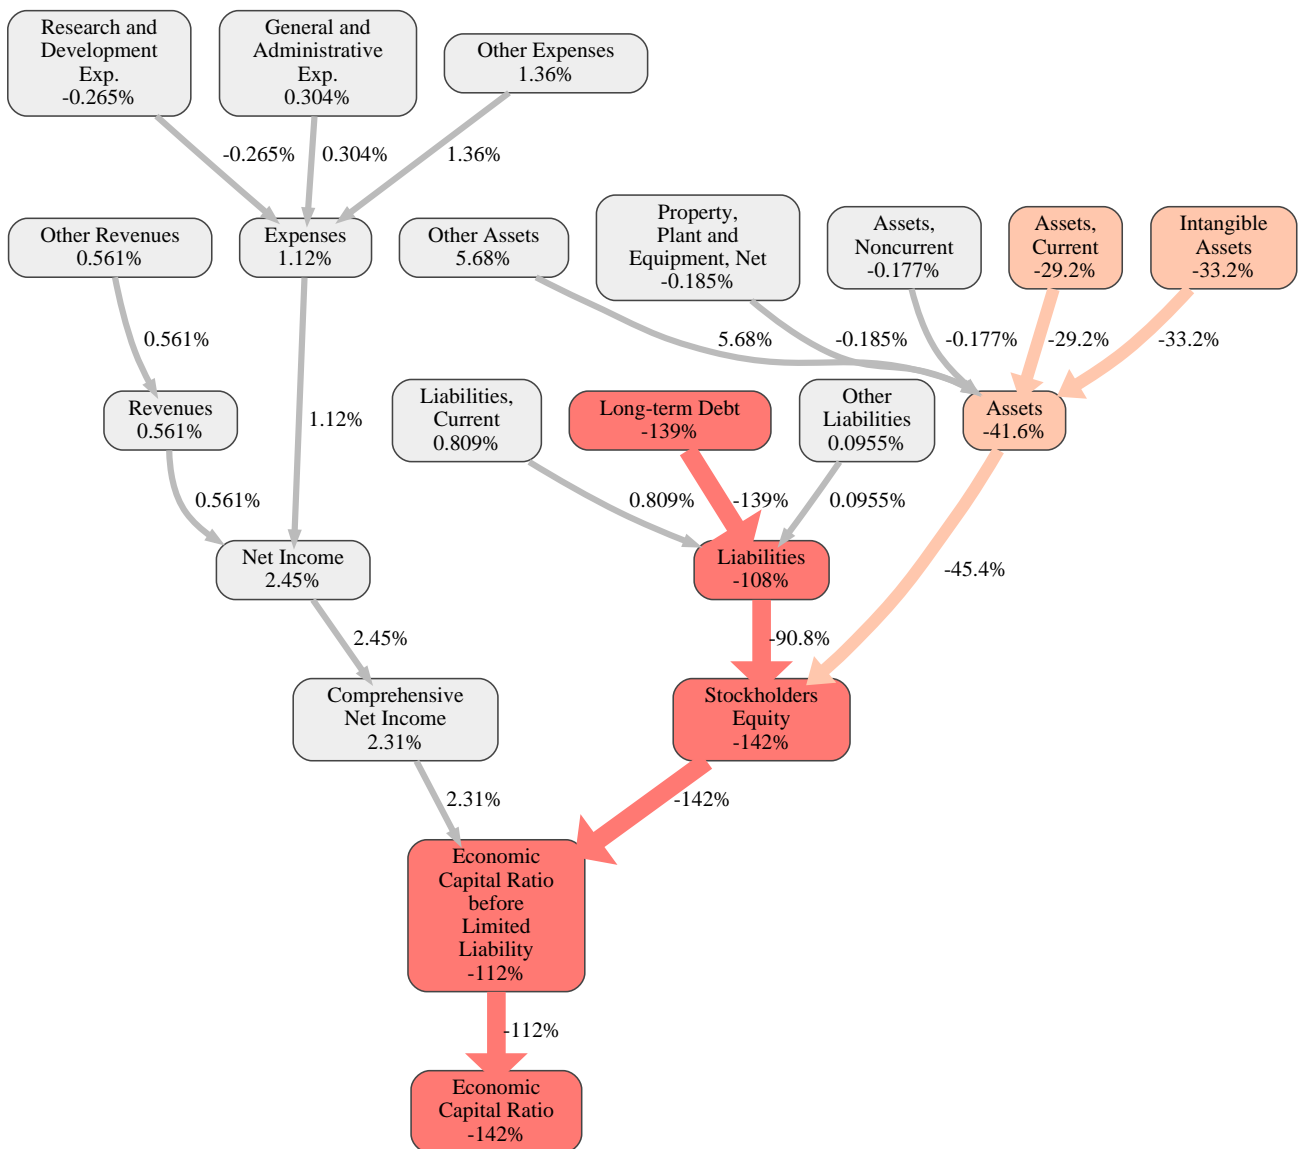 Research and
Development
Exp.
-0.265%
General and
Administrative
Exp.
0.304%
Other Expenses
1.36%
-0.265%
0.304%
1.36%
Other Revenues
0.561%
Expenses
1.12%
Other Assets
5.68%
Property,
Plant and
Equipment, Net
-0.185%
Assets,
Noncurrent
-0.177%
Assets,
Current
-29.2%
Intangible
Assets
-33.2%
0.561%
5.68%
-0.185%
-0.177%
-29.2%
-33.2%
Revenues
0.561%
1.12%
Liabilities,
Current
0.809%
Long-term Debt
-139%
Other
Liabilities
0.0955%
Assets
-41.6%
0.561%
0.809%
-139%
0.0955%
Net Income
2.45%
Liabilities
-108%
-45.4%
2.45%
-90.8%
Comprehensive
Net Income
2.31%
Stockholders
Equity
-142%
2.31%
-142%
Economic
Capital Ratio
before
Limited
Liability
-112%
-112%
Economic
Capital Ratio
-142%